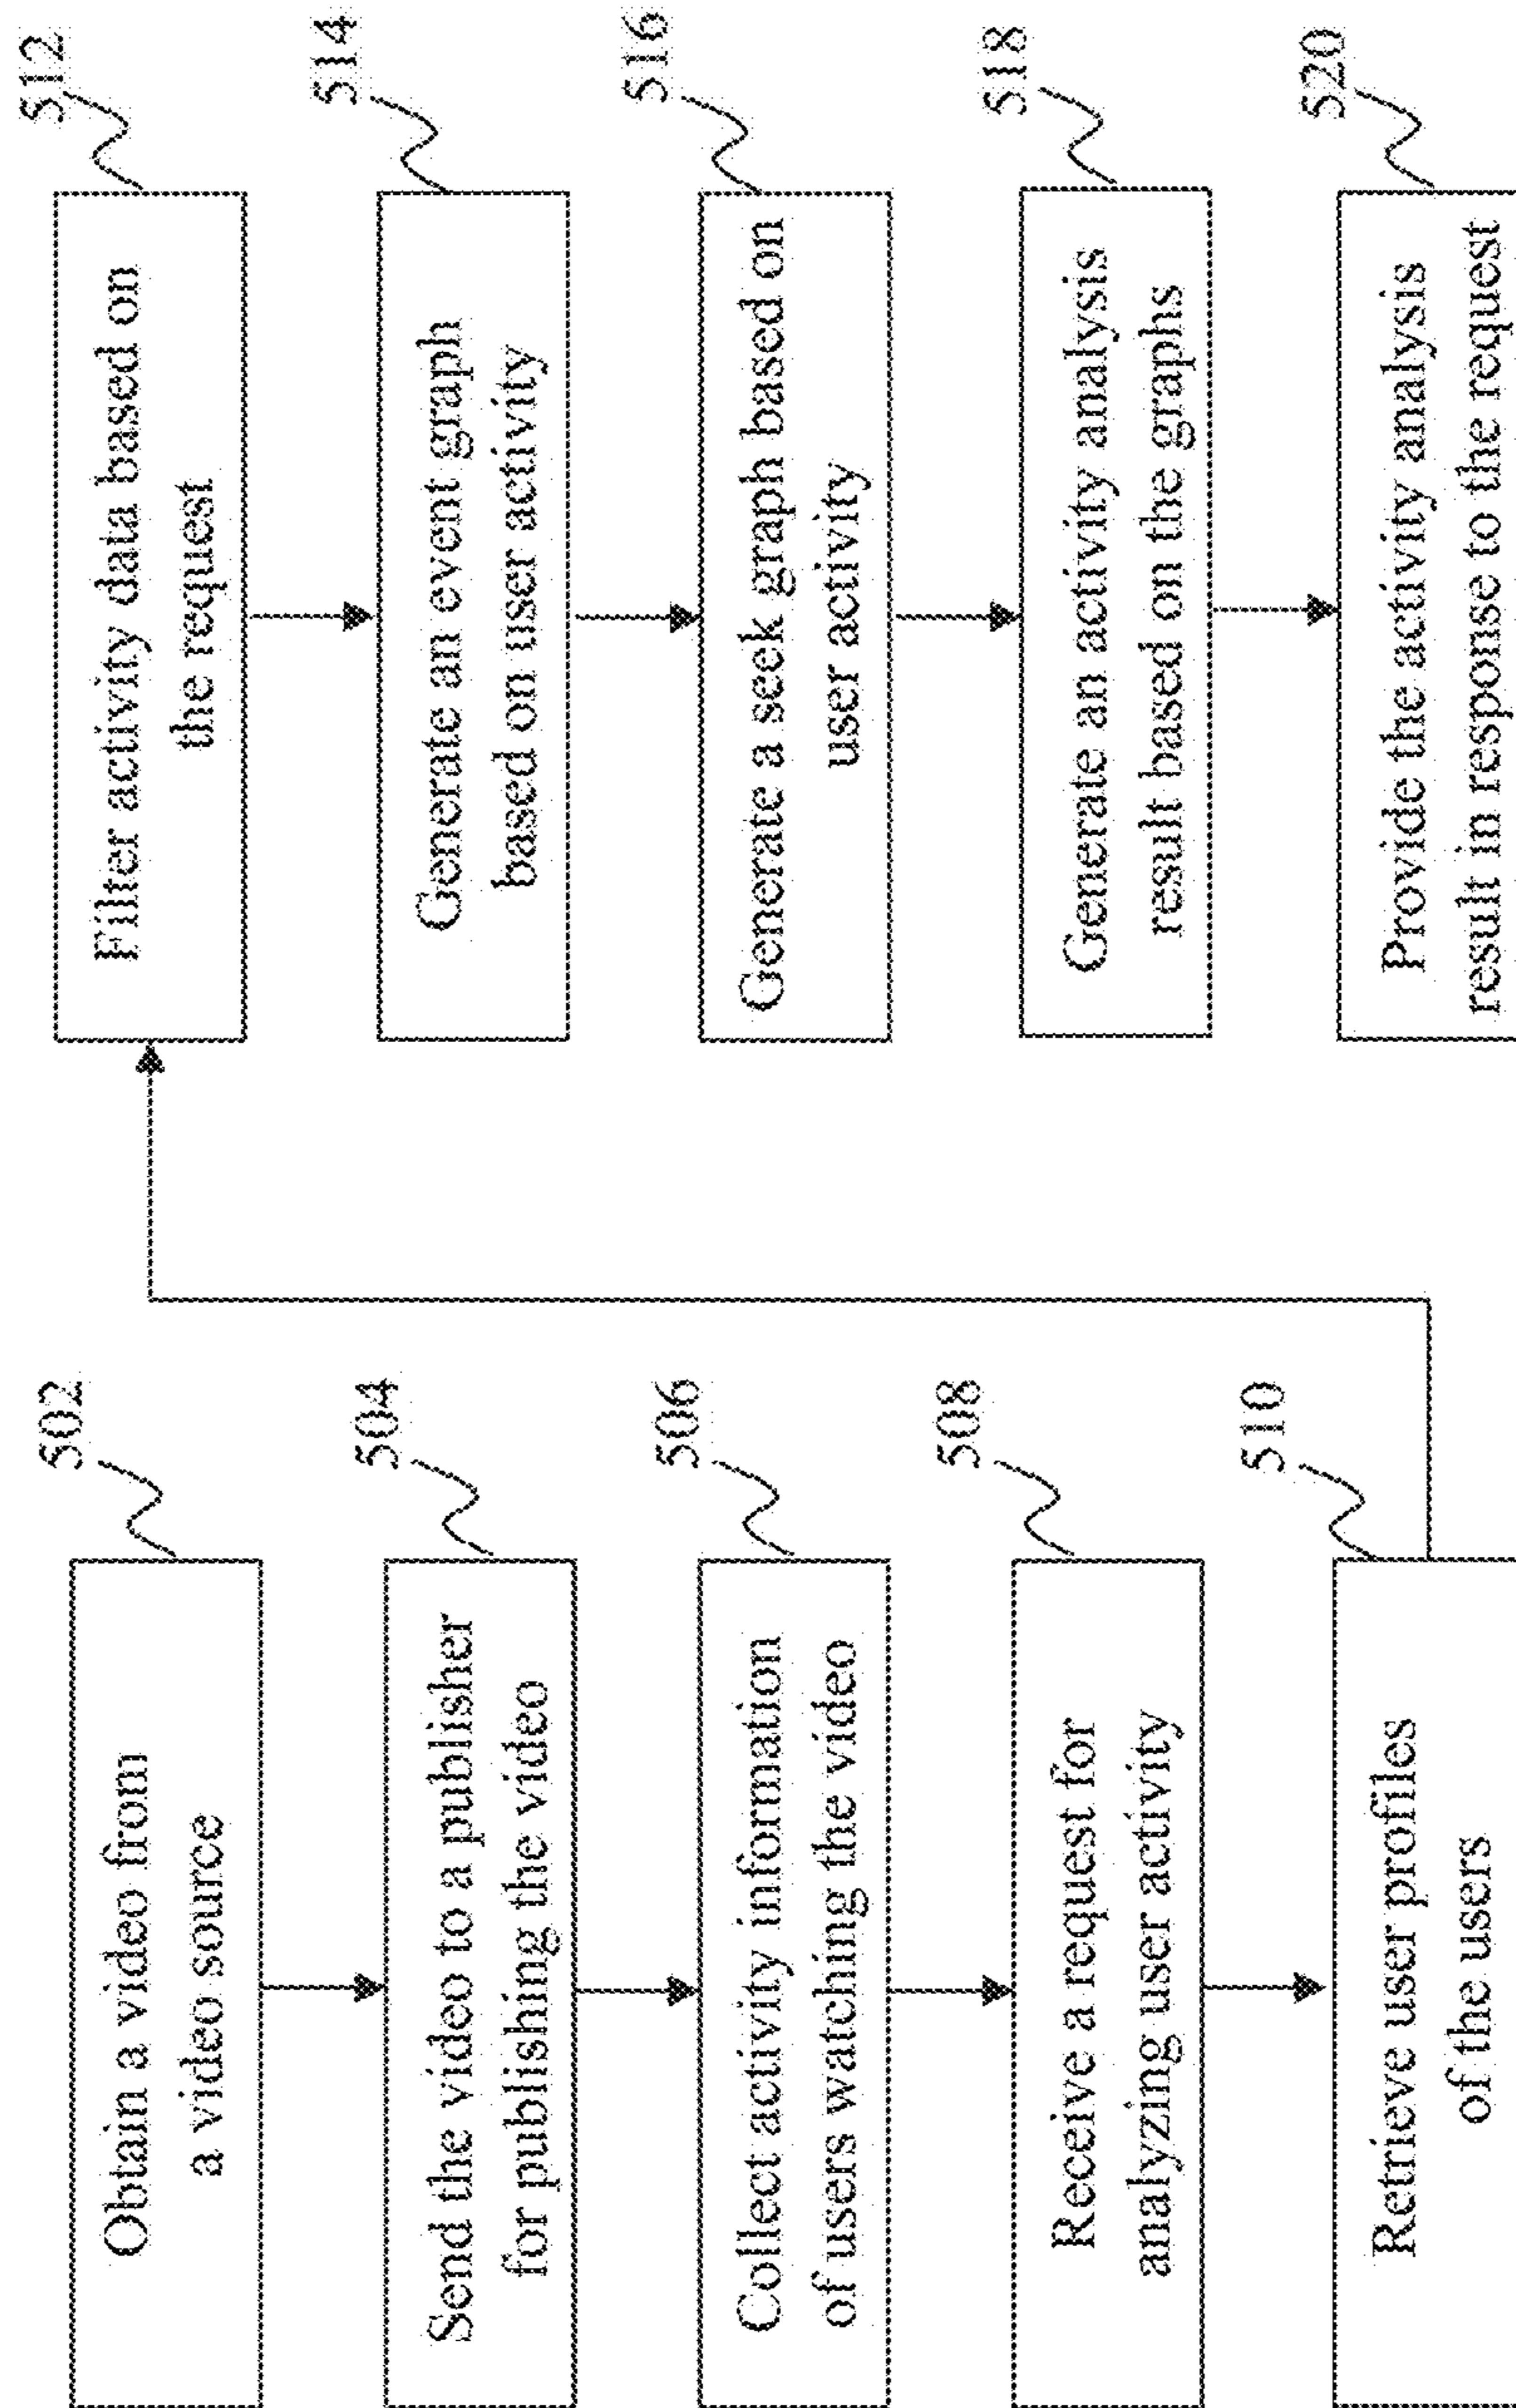 502
Obtain a video from
a video source
504
Send the video to a publisher
for publishing the video
506
Collect activity information
of users watching the video
508
Receive a request for
analyzing user activity
510
Retrieve user profiles
of the users
512
Filter activity data based on
the request
514
Generate an event graph
based on user activity
516
Generate a seek graph based on
user activity
518
Generate an activity analysis
result based on the graphs
520
Provide the activity analysis
result in response to the request